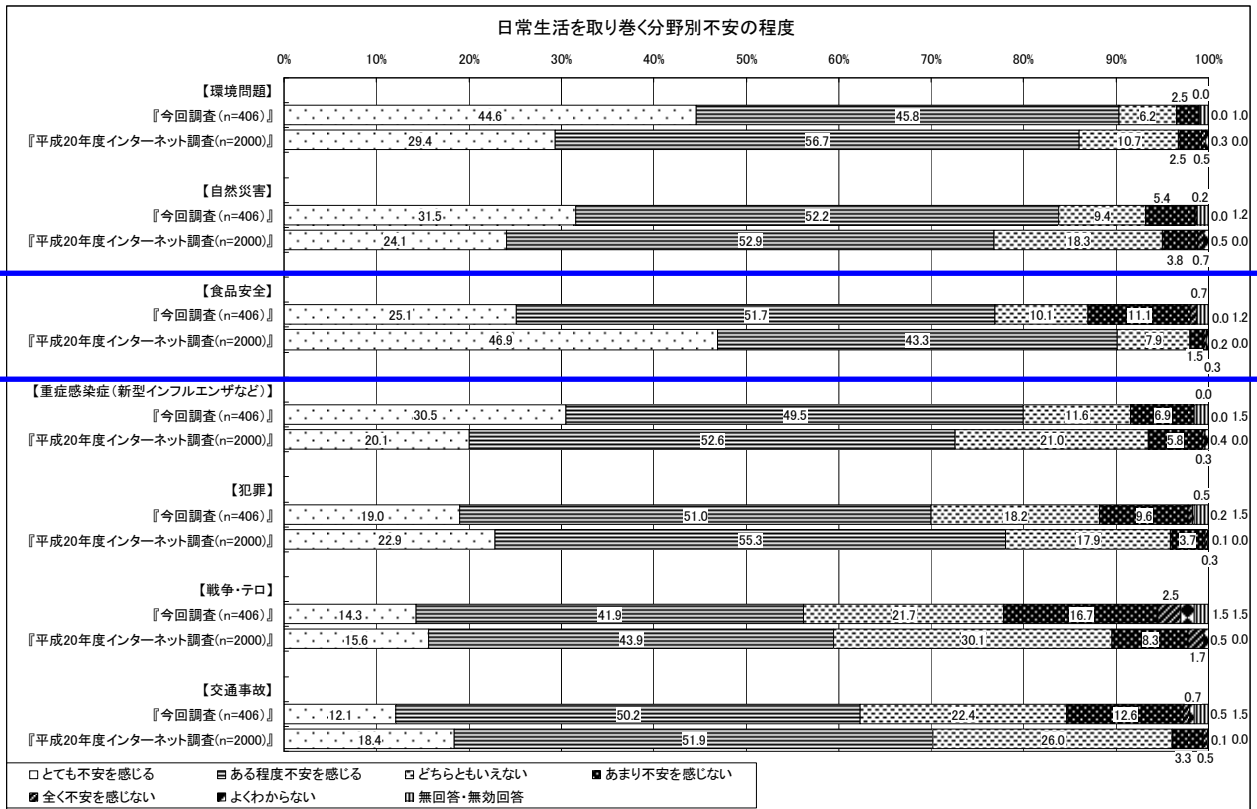 日常生活を取り巻く分野別不安の程度
0% 10% 20% 30% 40% 50% 60% 70% 80% 90% 100%
【環境問題】
2.5 0.0
『今回調査(n=406)』 44.6 45.8 6.2 0.0 1.0
『平成20年度インターネット調査(n=2000)』 29.4 56.7 10.7 0.3 0.0
2.5 0.5
【自然災害】
5.4 0.2
『今回調査(n=406)』 31.5 52.2 9.4 0.0 1.2
『平成20年度インターネット調査(n=2000)』 24.1 52.9 18.3 0.5 0.0
3.8 0.7
【食品安全】
0.7
『今回調査(n=406)』 25.1 51.7 10.1 11.1 0.0 1.2
『平成20年度インターネット調査(n=2000)』 46.9 43.3 7.9 0.2 0.0
1.5
0.3
【重症感染症(新型インフルエンザなど)】
0.0
『今回調査(n=406)』 30.5 49.5 11.6 6.9 0.0 1.5
『平成20年度インターネット調査(n=2000)』 20.1 52.6 21.0 5.8 0.4 0.0
0.3
【犯罪】
0.5
『今回調査(n=406)』 19.0 51.0 18.2 9.6 0.2 1.5
『平成20年度インターネット調査(n=2000)』 22.9 55.3 17.9 3.7 0.1 0.0
0.3
【戦争・テロ】
2.5
『今回調査(n=406)』 14.3 41.9 21.7 16.7 1.5 1.5
『平成20年度インターネット調査(n=2000)』 15.6 43.9 30.1 8.3 0.5 0.0
1.7
【交通事故】
0.7
『今回調査(n=406)』 12.1 50.2 22.4 12.6 0.5 1.5
『平成20年度インターネット調査(n=2000)』 18.4 51.9 26.0 0.1 0.0
3.3 0.5
とても不安を感じる ある程度不安を感じる どちらともいえない あまり不安を感じない
全く不安を感じない よくわからない 無回答・無効回答